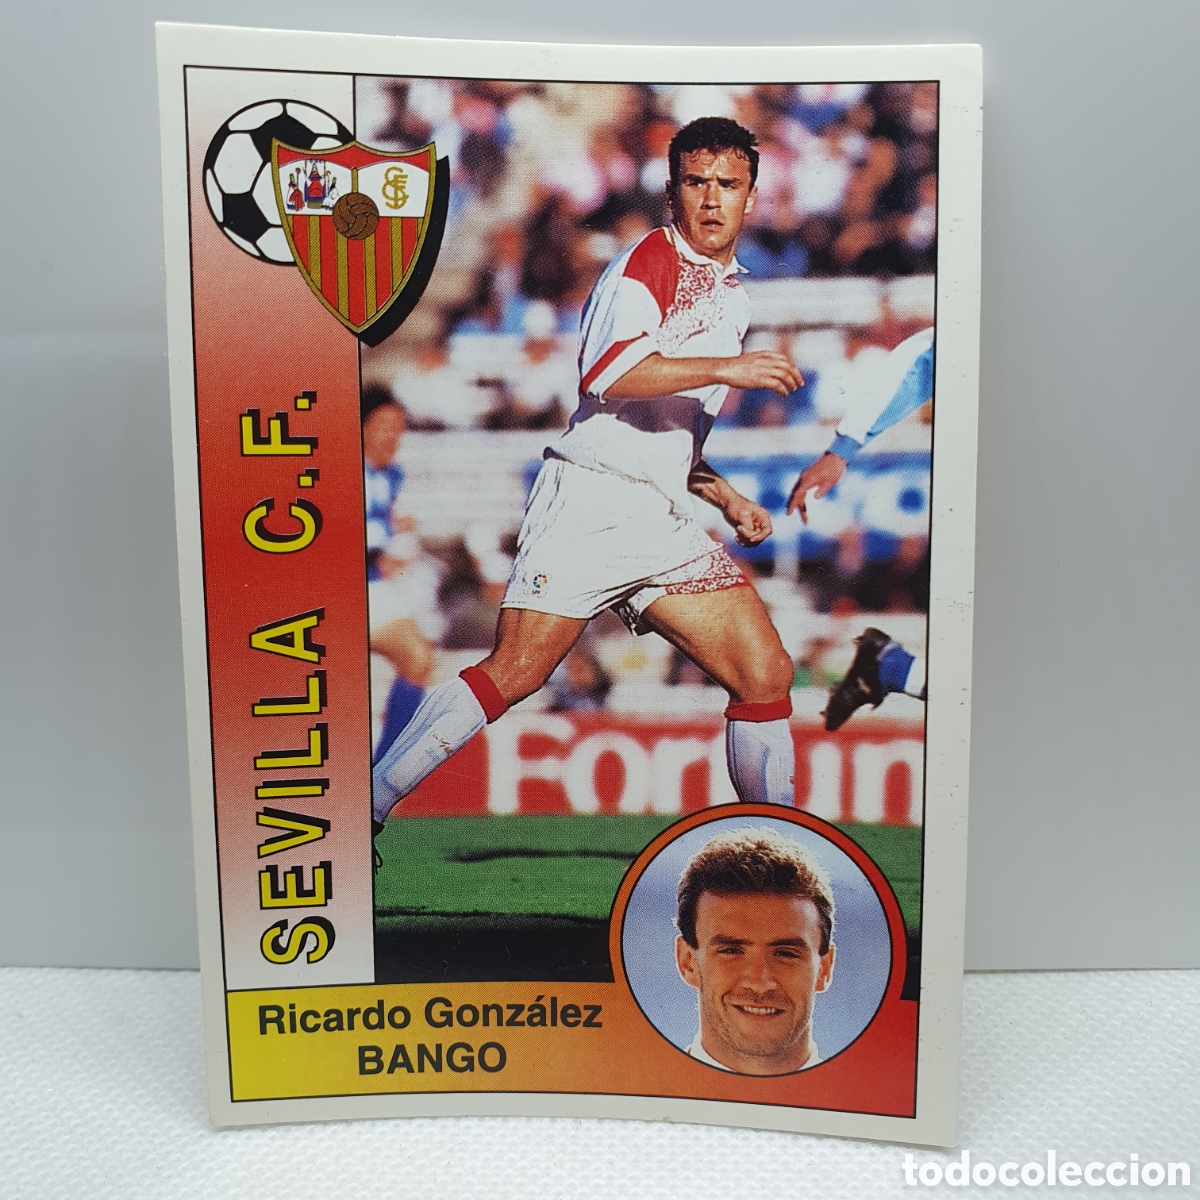 SEVILLA C.F.
Fortun
Ricardo González
BANGO
todocoleccion